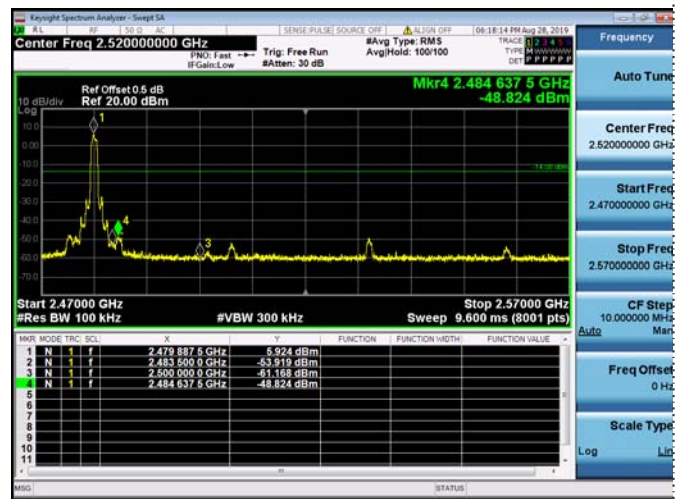 Keysight Spectrum Analyzer - Swept SA
RL RF 50 Ω AC SENSE:PULSE SOURCE OFF ALIGN OFF 06:18:14 PM Aug 28, 2019
Center Freq 2.520000000 GHz
PNO: Fast
IFGain:Low
Trig: Free Run
#Atten: 30 dB
#Avg Type: RMS
Avg|Hold: 100/100
TRACE 1 2 3 4 5 6
TYPE M
DET P P P P P P
Ref Offset 0.5 dB
10 dB/div Ref 20.00 dBm
Log
Mkr4 2.484 637 5 GHz
-48.824 dBm
10.0
0.00
-10.0
-20.0
-30.0
-40.0
-50.0
-60.0
-70.0
1
4
3
Start 2.47000 GHz Stop 2.57000 GHz
#Res BW 100 kHz #VBW 300 kHz Sweep 9.600 ms (8001 pts)
MKR MODE TRC SCL X Y FUNCTION FUNCTION WIDTH FUNCTION VALUE
1 N 1 f 2.479 887 5 GHz 5.924 dBm
2 N 1 f 2.483 500 0 GHz -53.919 dBm
3 N 1 f 2.500 000 0 GHz -61.168 dBm
4 N 1 f 2.484 637 5 GHz -48.824 dBm
5
6
7
8
9
10
11
MSG STATUS
Frequency
Auto Tune
Center Freq
2.520000000 GHz
Start Freq
2.470000000 GHz
Stop Freq
2.570000000 GHz
CF Step
10.000000 MHz
Auto Man
Freq Offset
0 Hz
Scale Type
Log Lin